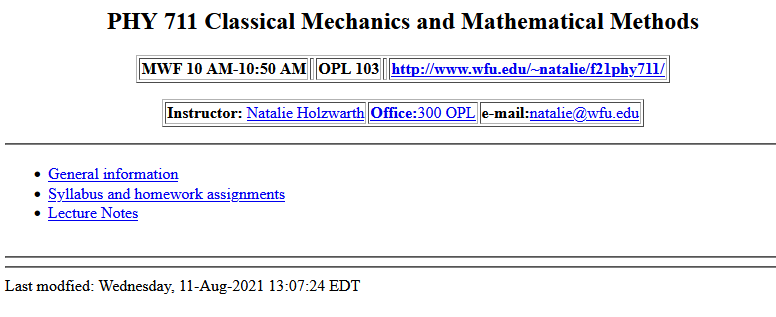 PHY 711 Classical Mechanics and Mathematical Methods
MWF 10 AM-10:50 AM OPL 103 http://www.wfu.edu/~natalie/f21phy711/
Instructor: Natalie Holzwarth Office:300 OPL e-mail:natalie@wfu.edu
General information
Syllabus and homework assignments
Lecture Notes
Last modfied: Wednesday, 11-Aug-2021 13:07:24 EDT